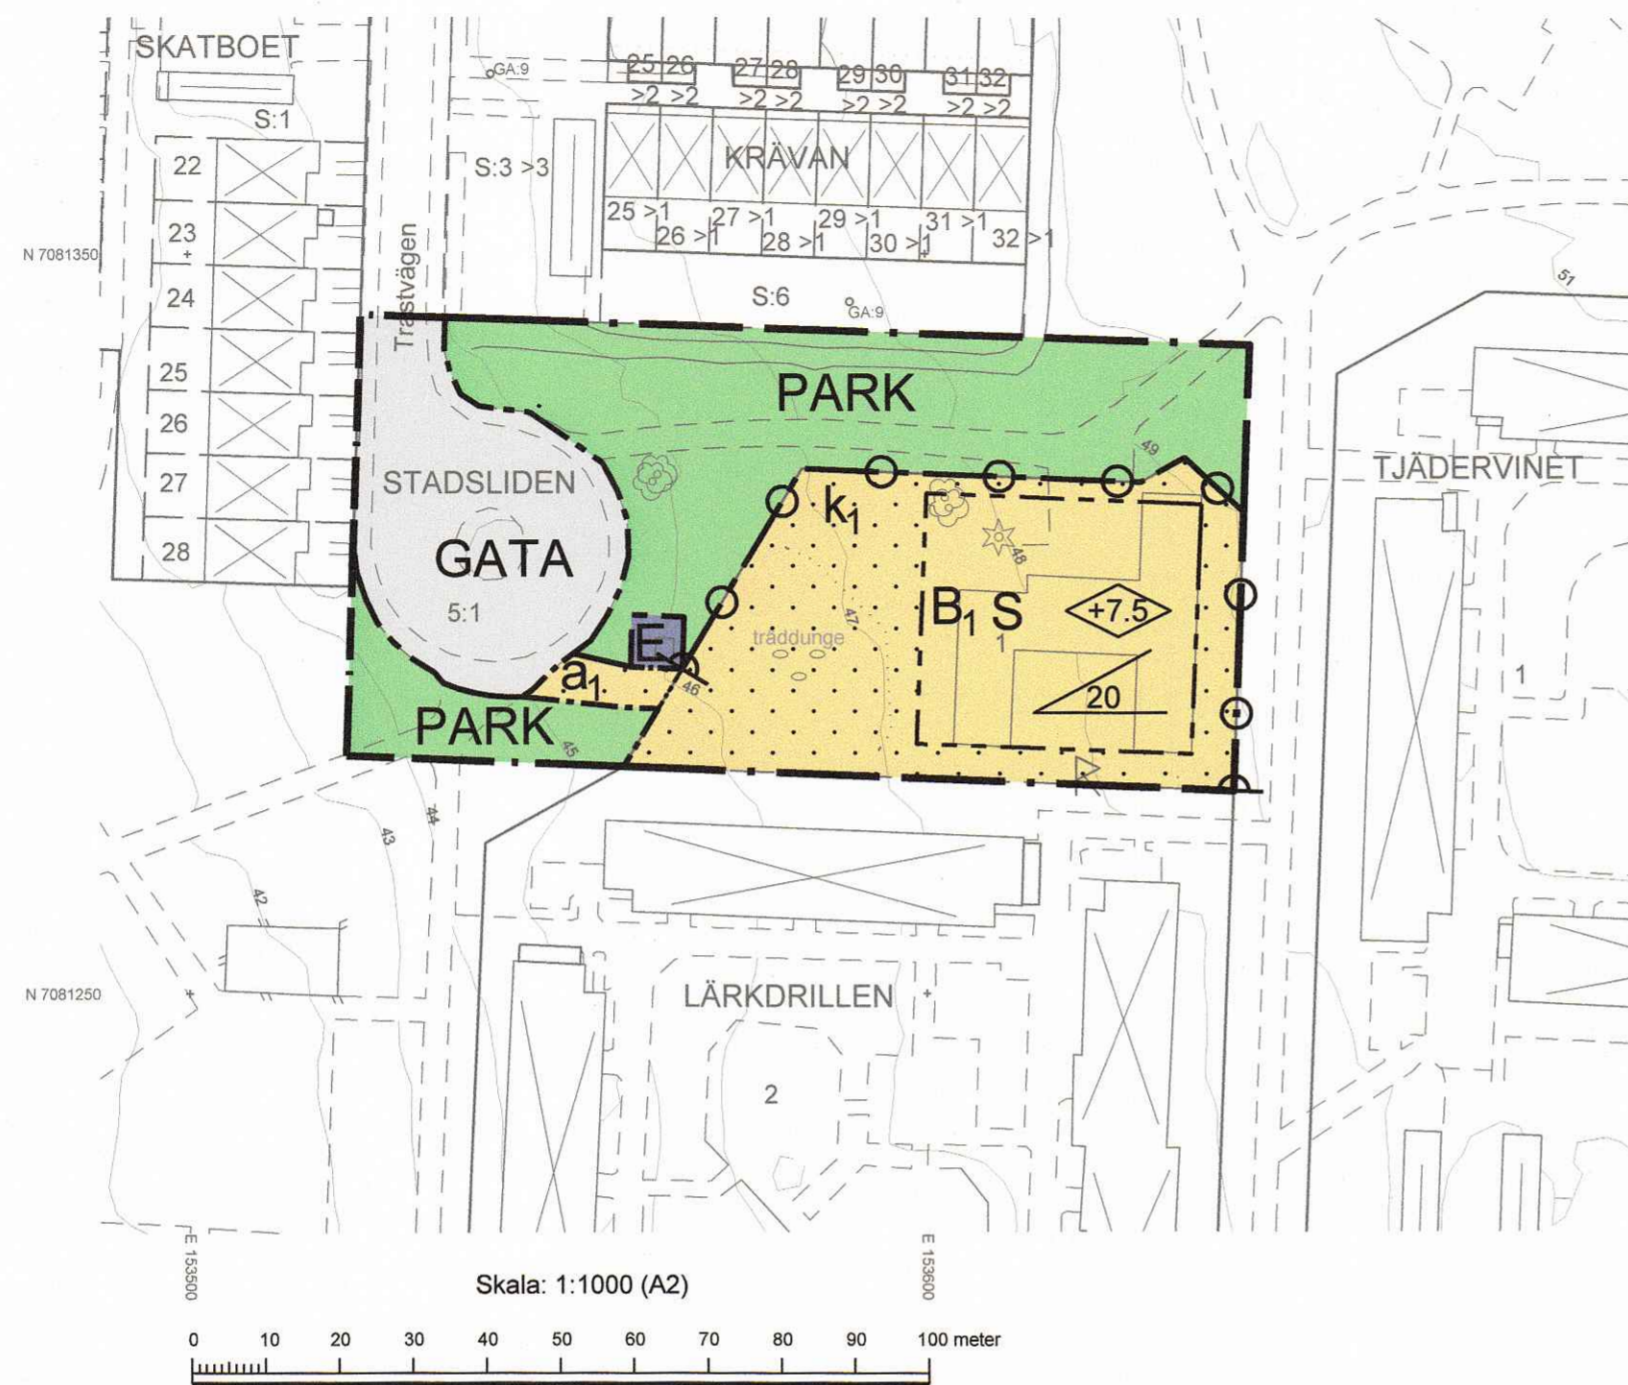 SKATBOET
GA:9
25 26 27 28 29 30 31 32
>2 >2 >2 >2 >2 >2 >2 >2
S:1
22
S:3 >3
KRÄVAN
25 >1 27 >1 29 >1 31 >1
26 >1 28 >1 30 >1 32 >1
23
N 7081350
Trastvägen
24
S:6
GA:9
51
25
PARK
26
49
STADSLIDEN
TJÄDERVINET
27
k1
28
GATA
48
5:1
B1 S
+7.5
47
E
träddunge
1
1
a1
46
20
PARK
45
44
43
42
N 7081250
LÄRKDRILLEN
2
E 153500
E 153600
Skala: 1:1000 (A2)
0 10 20 30 40 50 60 70 80 90 100 meter